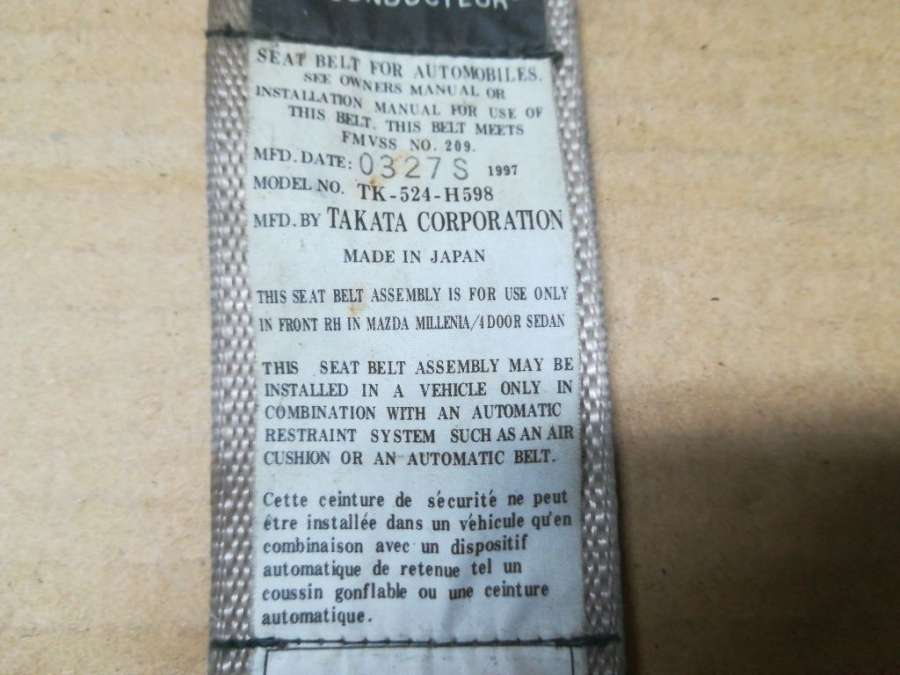 CONDUCTEUR
SEAT BELT FOR AUTOMOBILES.
SEE OWNERS MANUAL OR
INSTALLATION MANUAL FOR USE OF
THIS BELT. THIS BELT MEETS
FMVSS NO. 209.
MFD. DATE: 0327S 1997
MODEL NO. TK-524-H598
MFD. BY TAKATA CORPORATION
MADE IN JAPAN
THIS SEAT BELT ASSEMBLY IS FOR USE ONLY
IN FRONT RH IN MAZDA MILLENIA/4DOOR SEDAN
THIS SEAT BELT ASSEMBLY MAY BE
INSTALLED IN A VEHICLE ONLY IN
COMBINATION WITH AN AUTOMATIC
RESTRAINT SYSTEM SUCH AS AN AIR
CUSHION OR AN AUTOMATIC BELT.
Cette ceinture de sécurité ne peut
être installée dans un véhicule qu'en
combinaison avec un dispositif
automatique de retenue tel un
coussin gonflable ou une ceinture
automatique.